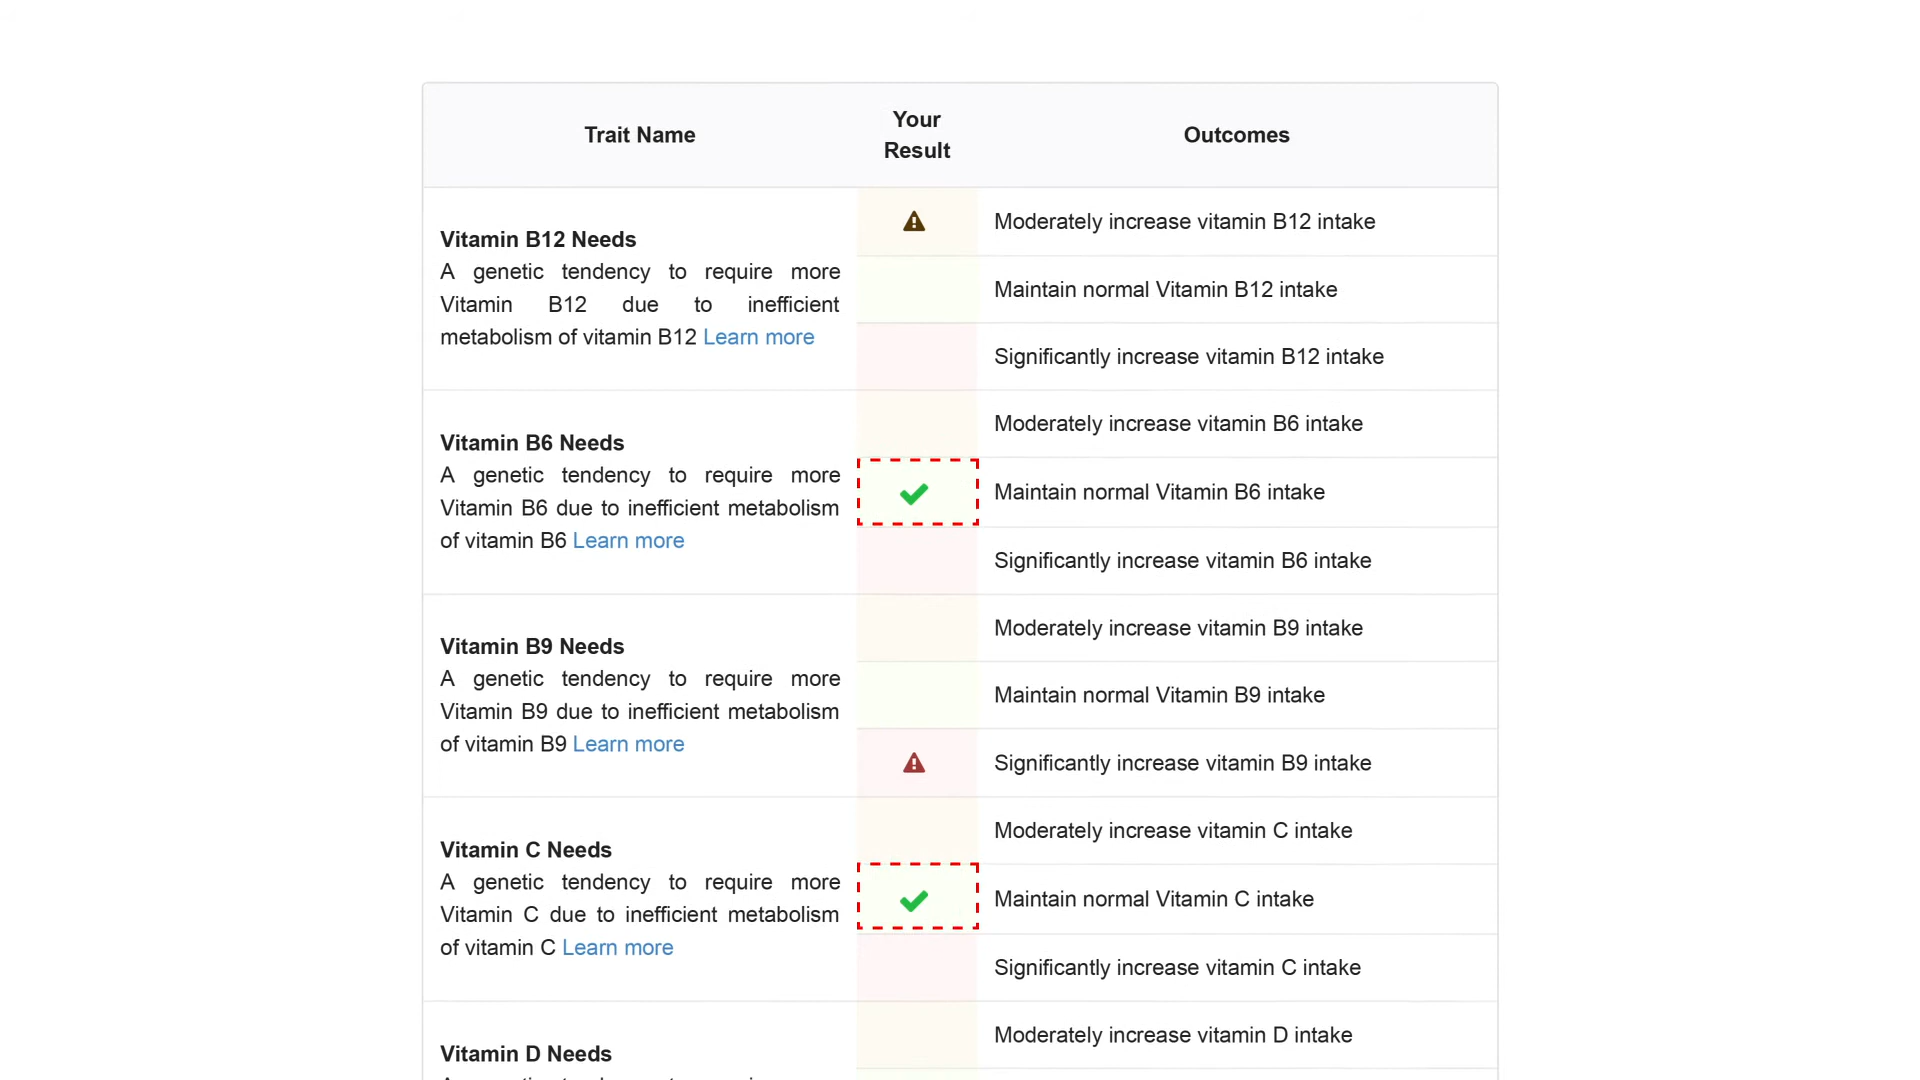 Trait Name
Your
Result
Outcomes
Vitamin B12 Needs
A genetic tendency to require more
Vitamin B12 due to inefficient
metabolism of vitamin B12 Learn more
Moderately increase vitamin B12 intake
Maintain normal Vitamin B12 intake
Significantly increase vitamin B12 intake
Vitamin B6 Needs
A genetic tendency to require more
Vitamin B6 due to inefficient metabolism
of vitamin B6 Learn more
Moderately increase vitamin B6 intake
Maintain normal Vitamin B6 intake
Significantly increase vitamin B6 intake
Vitamin B9 Needs
A genetic tendency to require more
Vitamin B9 due to inefficient metabolism
of vitamin B9 Learn more
Moderately increase vitamin B9 intake
Maintain normal Vitamin B9 intake
Significantly increase vitamin B9 intake
Vitamin C Needs
A genetic tendency to require more
Vitamin C due to inefficient metabolism
of vitamin C Learn more
Moderately increase vitamin C intake
Maintain normal Vitamin C intake
Significantly increase vitamin C intake
Vitamin D Needs
Moderately increase vitamin D intake